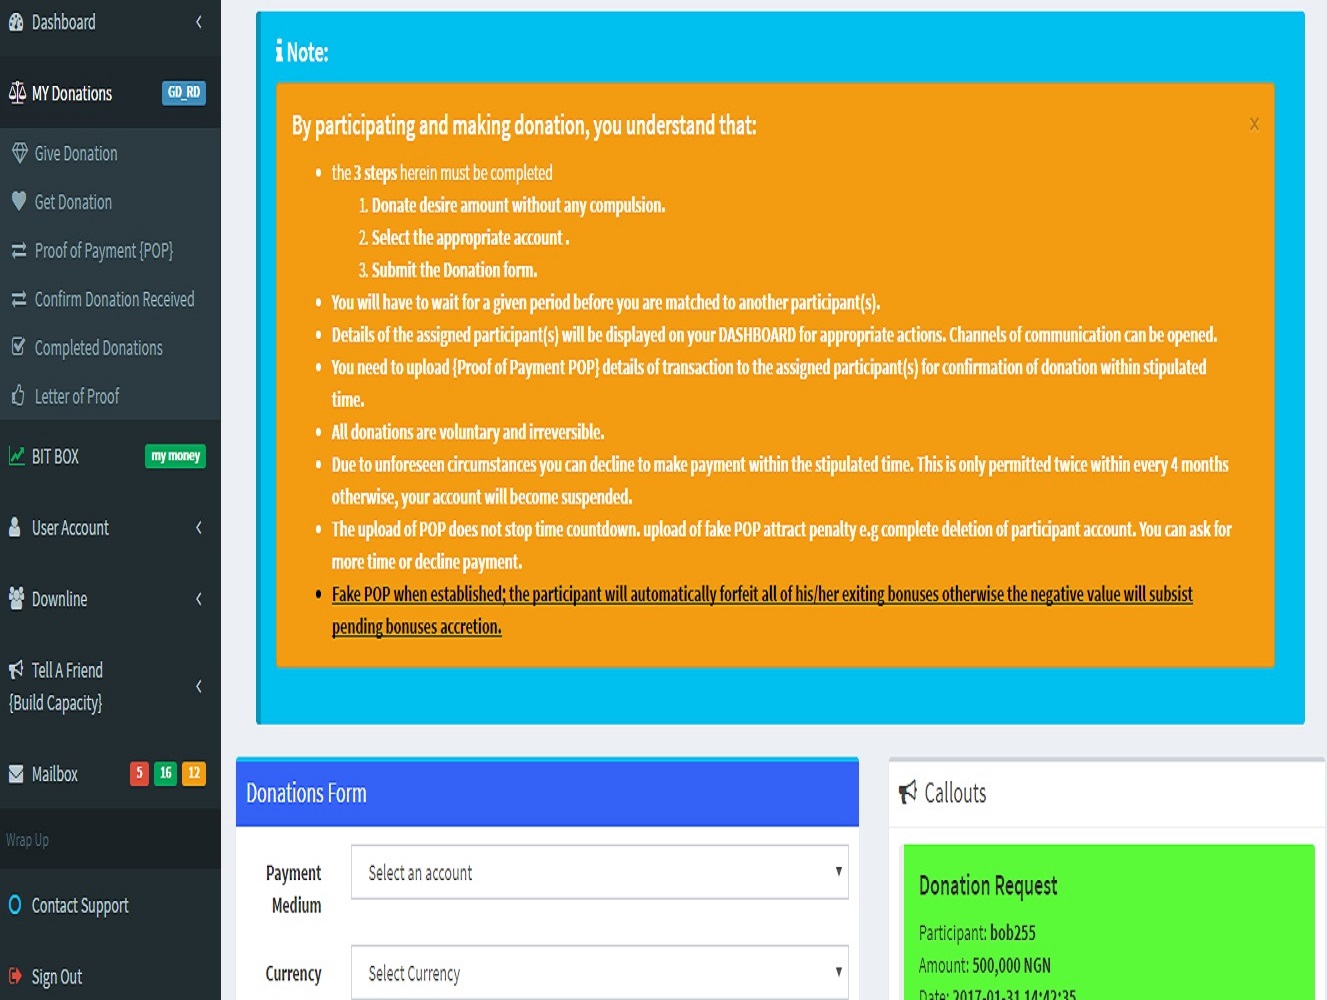 Dashboard
MY Donations GD_RD
Give Donation
Get Donation
Proof of Payment {POP}
Confirm Donation Received
Completed Donations
Letter of Proof
BIT BOX my money
User Account
Downline
Tell A Friend
{Build Capacity}
Mailbox 5 16 12
Wrap Up
Contact Support
Sign Out
Note:
By participating and making donation, you understand that: x
• the 3 steps herein must be completed
1. Donate desire amount without any compulsion.
2. Select the appropriate account .
3. Submit the Donation form.
• You will have to wait for a given period before you are matched to another participant(s).
• Details of the assigned participant(s) will be displayed on your DASHBOARD for appropriate actions. Channels of communication can be opened.
• You need to upload {Proof of Payment POP} details of transaction to the assigned participant(s) for confirmation of donation within stipulated
time.
• All donations are voluntary and irreversible.
• Due to unforeseen circumstances you can decline to make payment within the stipulated time. This is only permitted twice within every 4 months
otherwise, your account will become suspended.
• The upload of POP does not stop time countdown. upload of fake POP attract penalty e.g complete deletion of participant account. You can ask for
more time or decline payment.
• Fake POP when established; the participant will automatically forfeit all of his/her exiting bonuses otherwise the negative value will subsist
pending bonuses accretion.
Donations Form
Payment
Medium
Select an account
Currency
Select Currency
Callouts
Donation Request
Participant: bob255
Amount: 500,000 NGN
Date: 2017-01-31 14:42:35